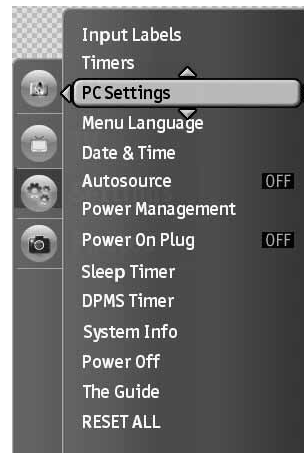 Input Labels
Timers
PC Settings
Menu Language
Date & Time
Autosource OFF
Power Management
Power On Plug OFF
Sleep Timer
DPMS Timer
System Info
Power Off
The Guide
RESET ALL